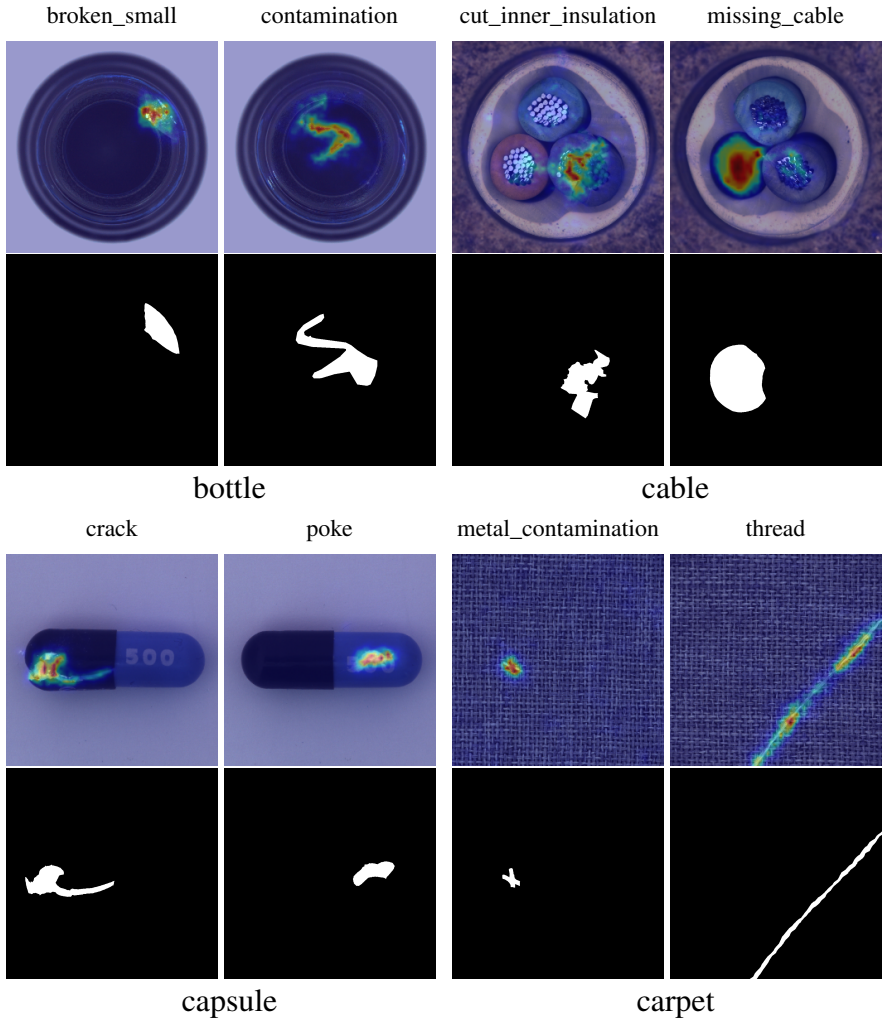 broken_small
contamination
cut_inner_insulation
missing_cable
bottle
cable
crack
poke
metal_contamination
thread
500
capsule
carpet